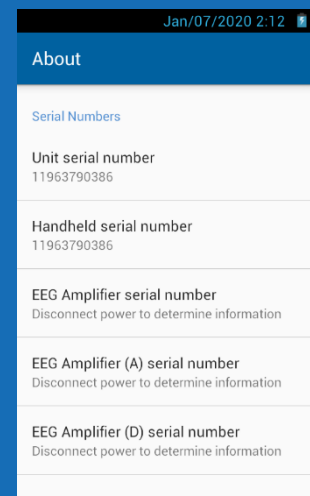 Jan/07/2020 2:12
About
Serial Numbers
Unit serial number
11963790386
Handheld serial number
11963790386
EEG Amplifier serial number
Disconnect power to determine information
EEG Amplifier (A) serial number
Disconnect power to determine information
EEG Amplifier (D) serial number
Disconnect power to determine information